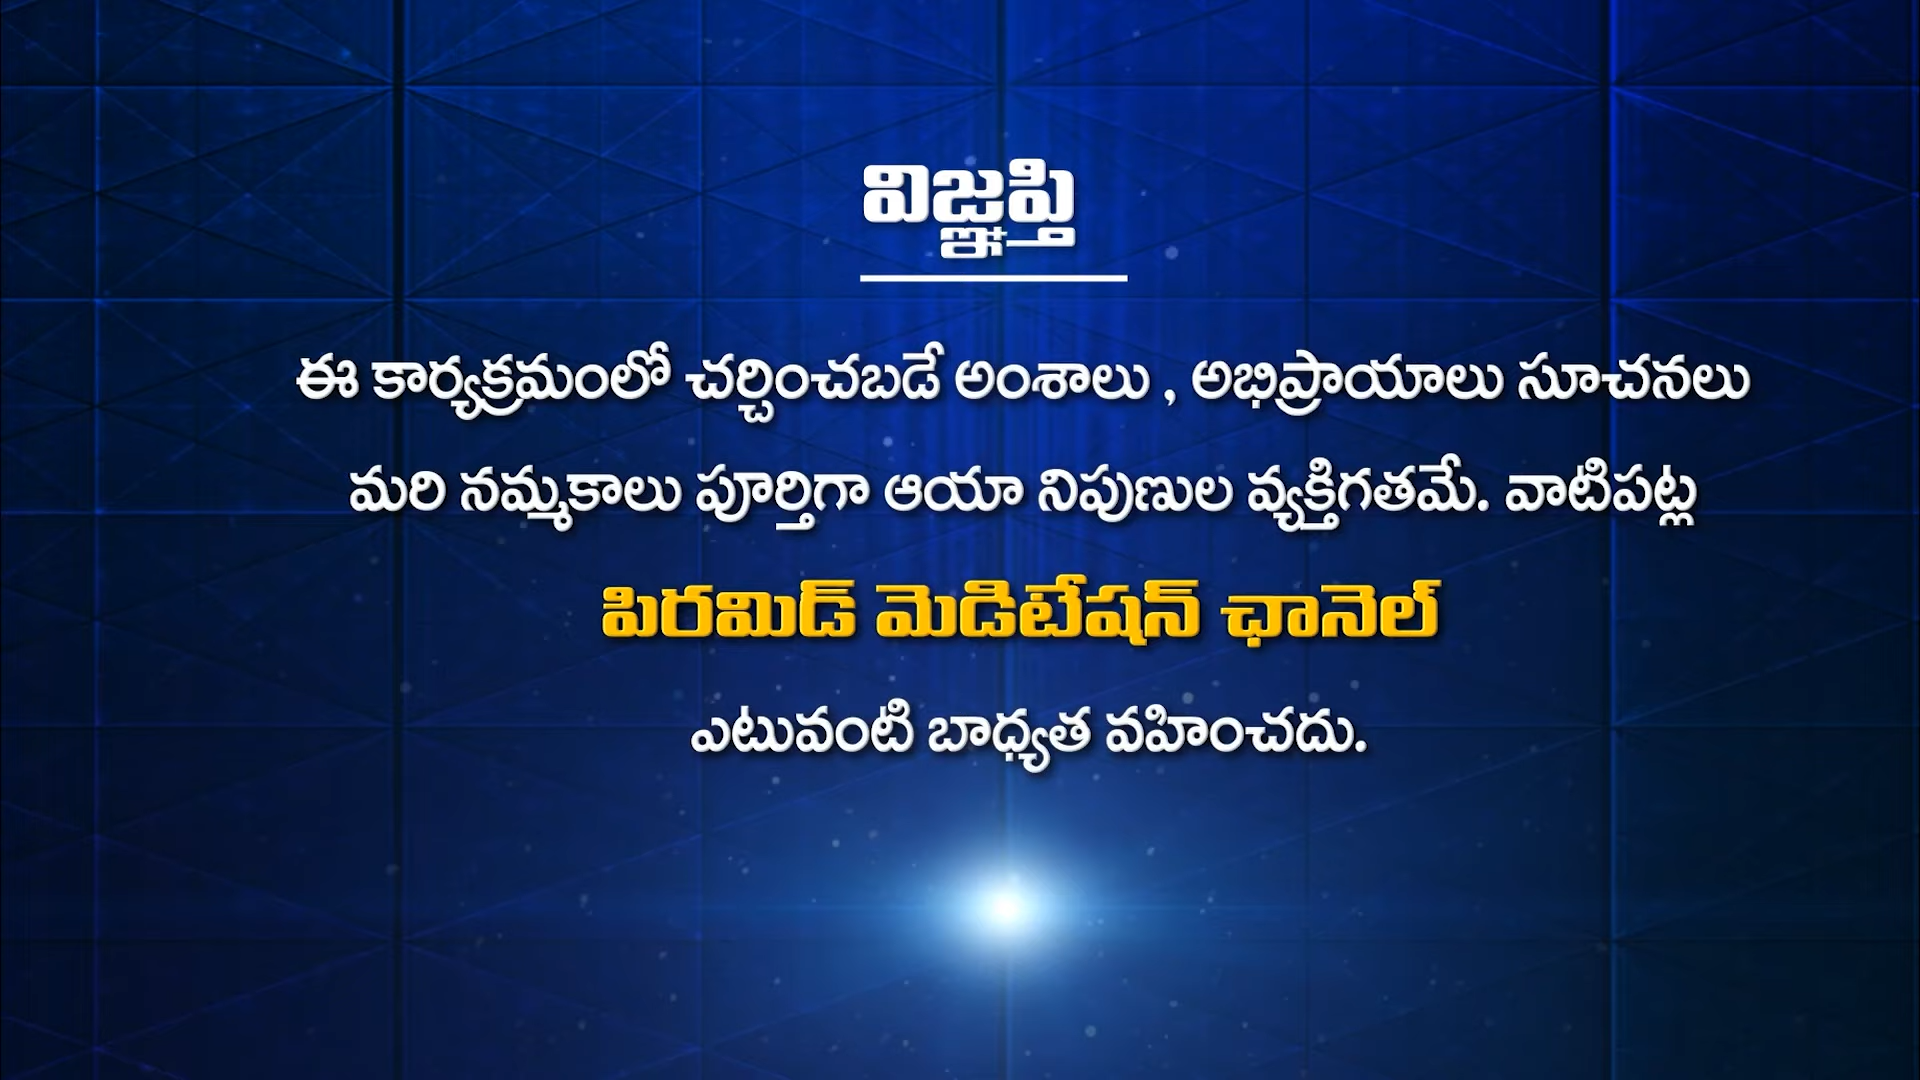 విజ్ఞప్తి
ఈ కార్యక్రమంలో చర్చించబడే అంశాలు , అభిప్రాయాలు సూచనలు
మరి నమ్మకాలు పూర్తిగా ఆయా నిపుణుల వ్యక్తిగతమే. వాటిపట్ల
పిరమిడ్ మెడిటేషన్ ఛానెల్
ఎటువంటి బాధ్యత వహించదు.